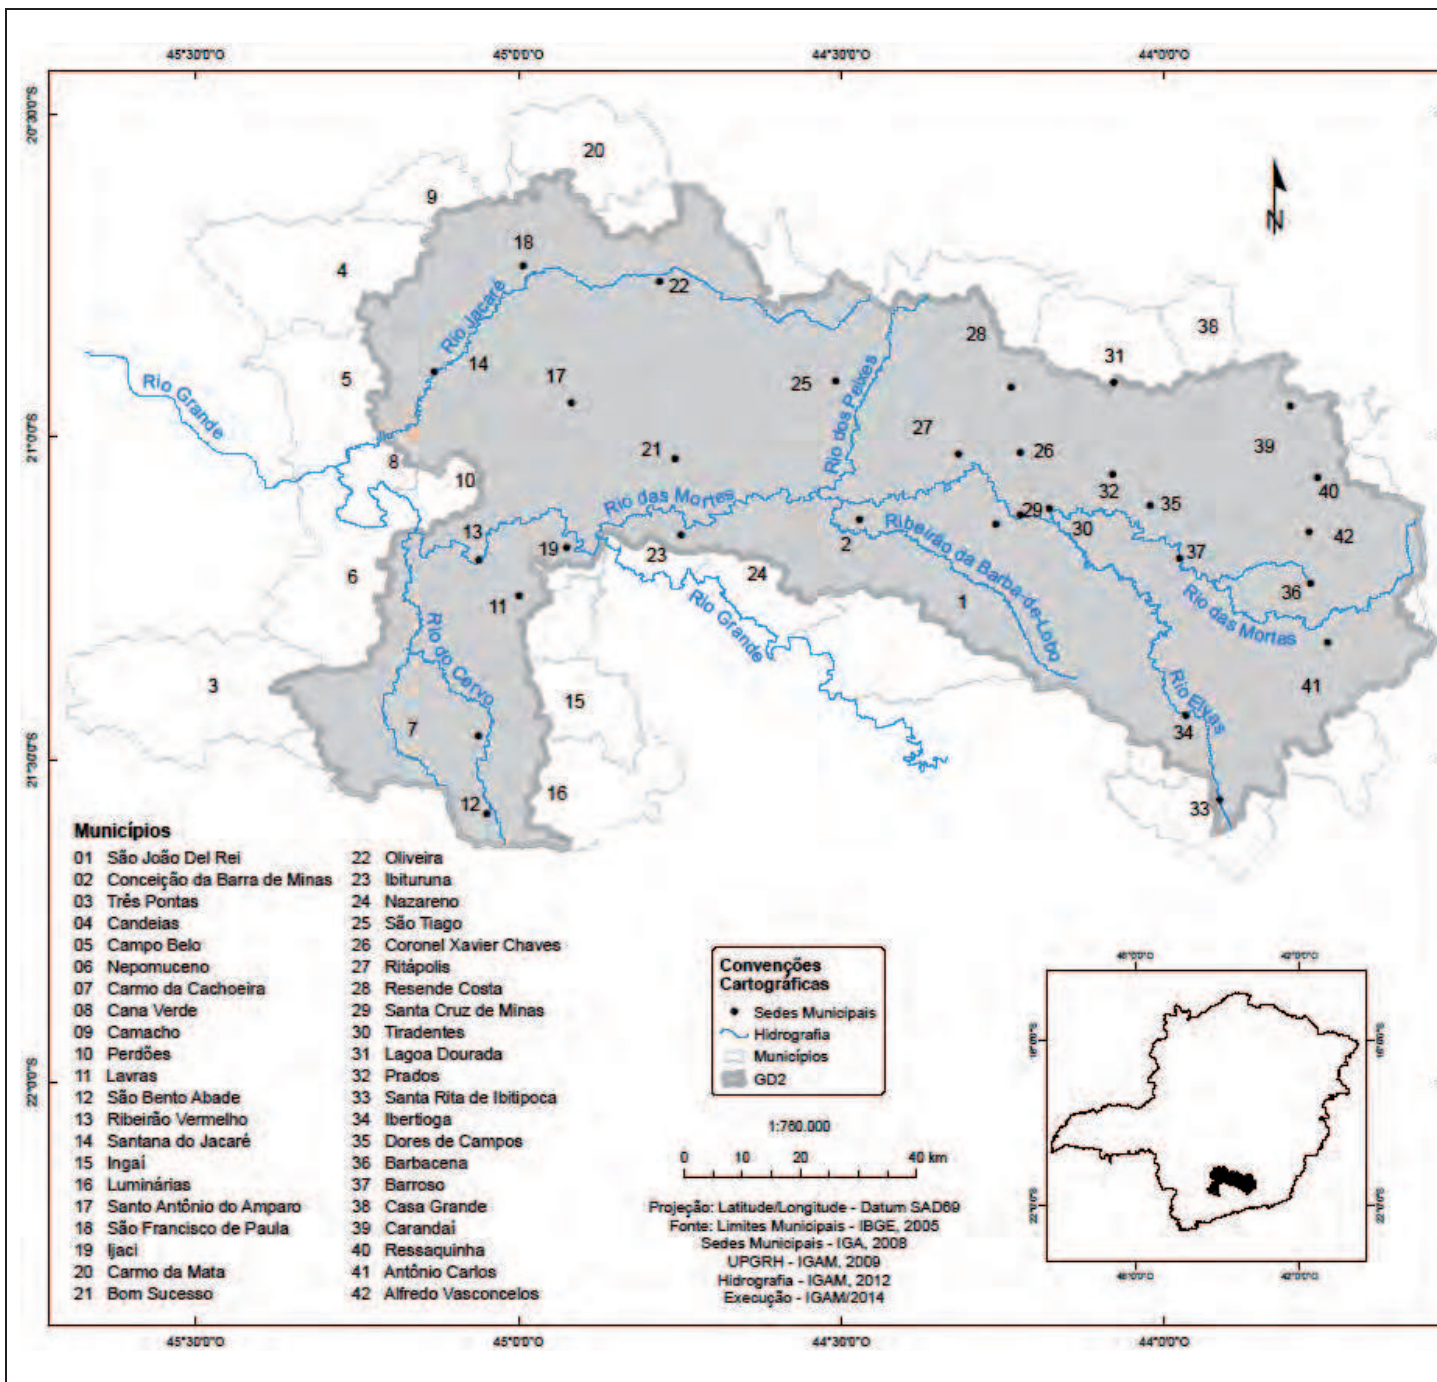 45°30'0"O 45°0'0"O 44°30'0"O 44°0'0"O
20°30'0"S
21°0'0"S
21°30'0"S
22°0'0"S
N
20
9
18
4
22
Rio Jacaré
38
28
31
14
5
17
25
Rio dos Peixes
Rio Grande
27
39
21
26
8
10
32
35
40
Rio das Mortes
29
30
42
13
19
23
2
Ribeirão da Barba-de-Lobo
37
6
24
11
Rio Grande
1
36
Rio das Mortes
Rio do Cervo
3
15
Rio Elvas
41
7
34
16
12
33
Municípios
01 São João Del Rei
02 Conceição da Barra de Minas
03 Três Pontas
04 Candeias
05 Campo Belo
06 Nepomuceno
07 Carmo da Cachoeira
08 Cana Verde
09 Camacho
10 Perdões
11 Lavras
12 São Bento Abade
13 Ribeirão Vermelho
14 Santana do Jacaré
15 Ingaí
16 Luminárias
17 Santo Antônio do Amparo
18 São Francisco de Paula
19 Ijaci
20 Carmo da Mata
21 Bom Sucesso
22 Oliveira
23 Ibituruna
24 Nazareno
25 São Tiago
26 Coronel Xavier Chaves
27 Ritápolis
28 Resende Costa
29 Santa Cruz de Minas
30 Tiradentes
31 Lagoa Dourada
32 Prados
33 Santa Rita de Ibitipoca
34 Ibertioga
35 Dores de Campos
36 Barbacena
37 Barroso
38 Casa Grande
39 Carandaí
40 Ressaquinha
41 Antônio Carlos
42 Alfredo Vasconcelos
Convenções
Cartográficas
Sedes Municipais
Hidrografia
Municípios
GD2
1:760.000
0 10 20 40 km
Projeção: Latitude/Longitude - Datum SAD69
Fonte: Limites Municipais - IBGE, 2005
Sedes Municipais - IGA, 2008
UPGRH - IGAM, 2009
Hidrografia - IGAM, 2012
Execução - IGAM/2014
42°0'0"O
22°0'0"S
22°0'0"S
42°0'0"O
45°30'0"O 45°0'0"O 44°30'0"O 44°0'0"O